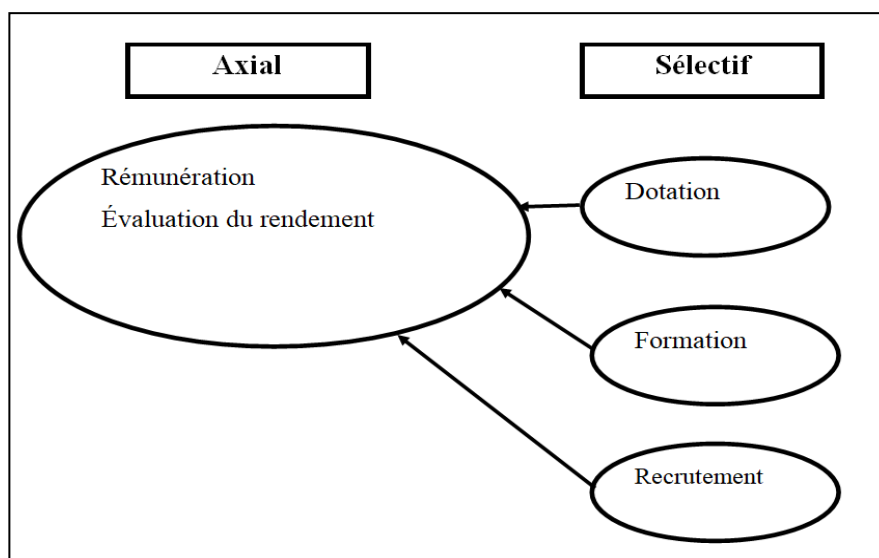 Axial
Sélectif
Rémunération
Évaluation du rendement
Dotation
Formation
Recrutement